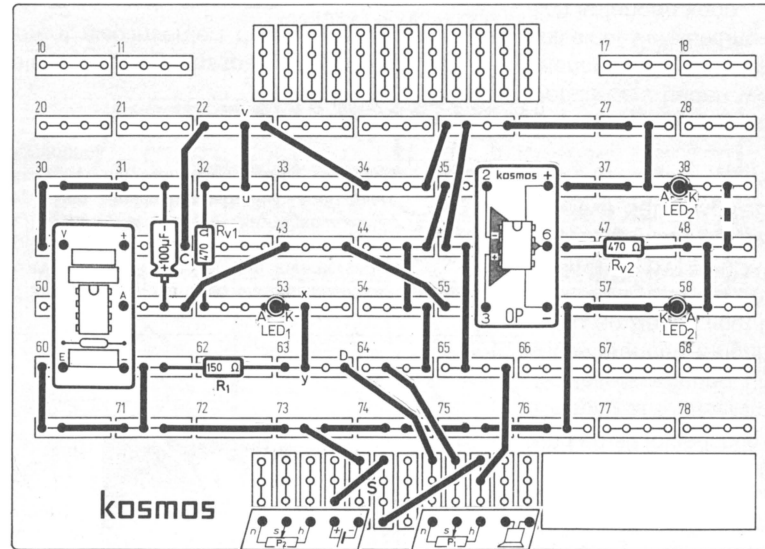 10 11 17 18
20 21 22 v 27 28
30 31 32 33 34 35 2 kosmos + 37 38
u A K
LED2
V + +100µF− C 470 Rv1 43 44 + 6 47 470 Ω 48
Rv2
50 A 53 x 54 55 3 OP − 57 58
A K K A
LED1 LED2
60 E − 62 150 Ω 63 D 64 65 66 67 68
R1 y
71 72 73 74 75 76 77 78
S
kosmos
n s h + − n s h
P2 P1